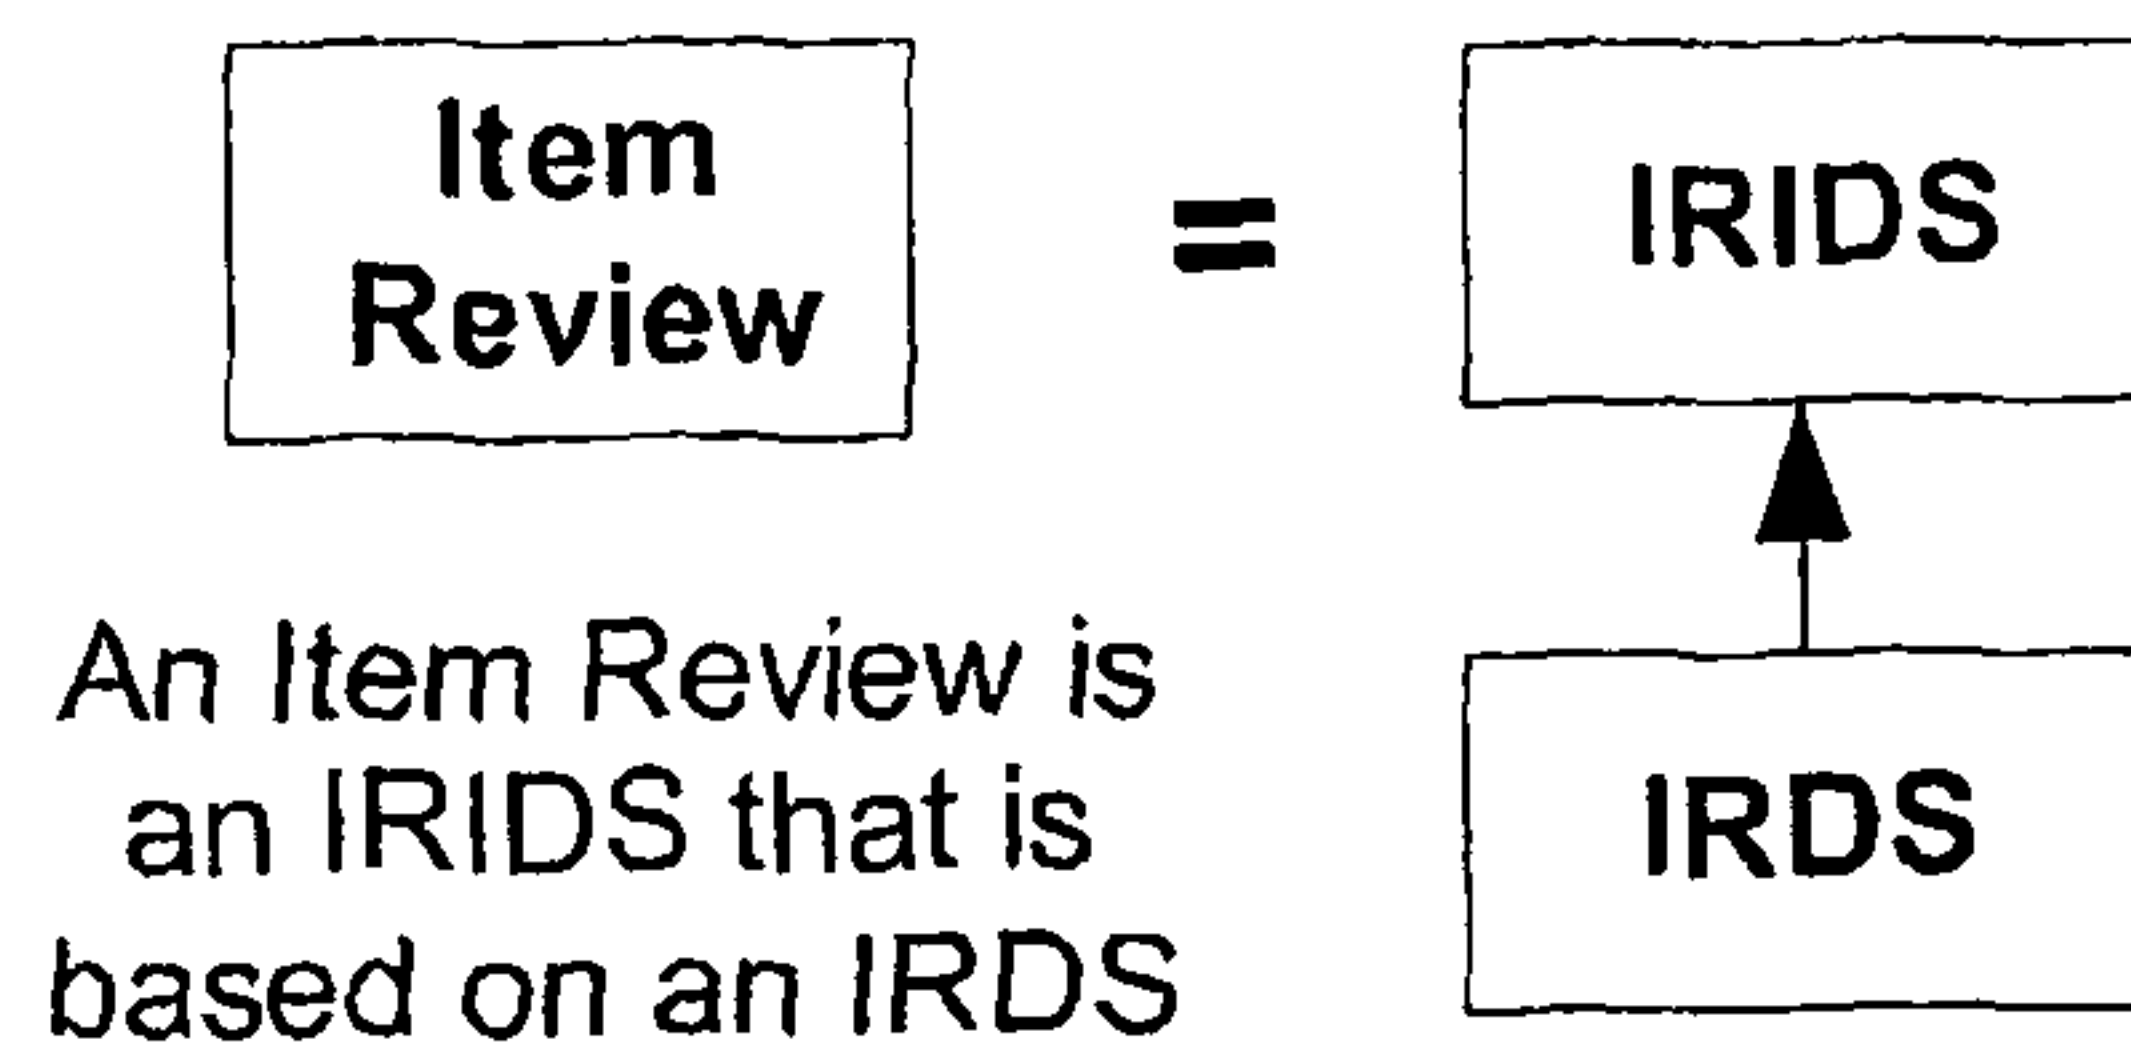 Item
Review
=
IRIDS
An Item Review is
an IRIDS that is
based on an IRDS
IRDS